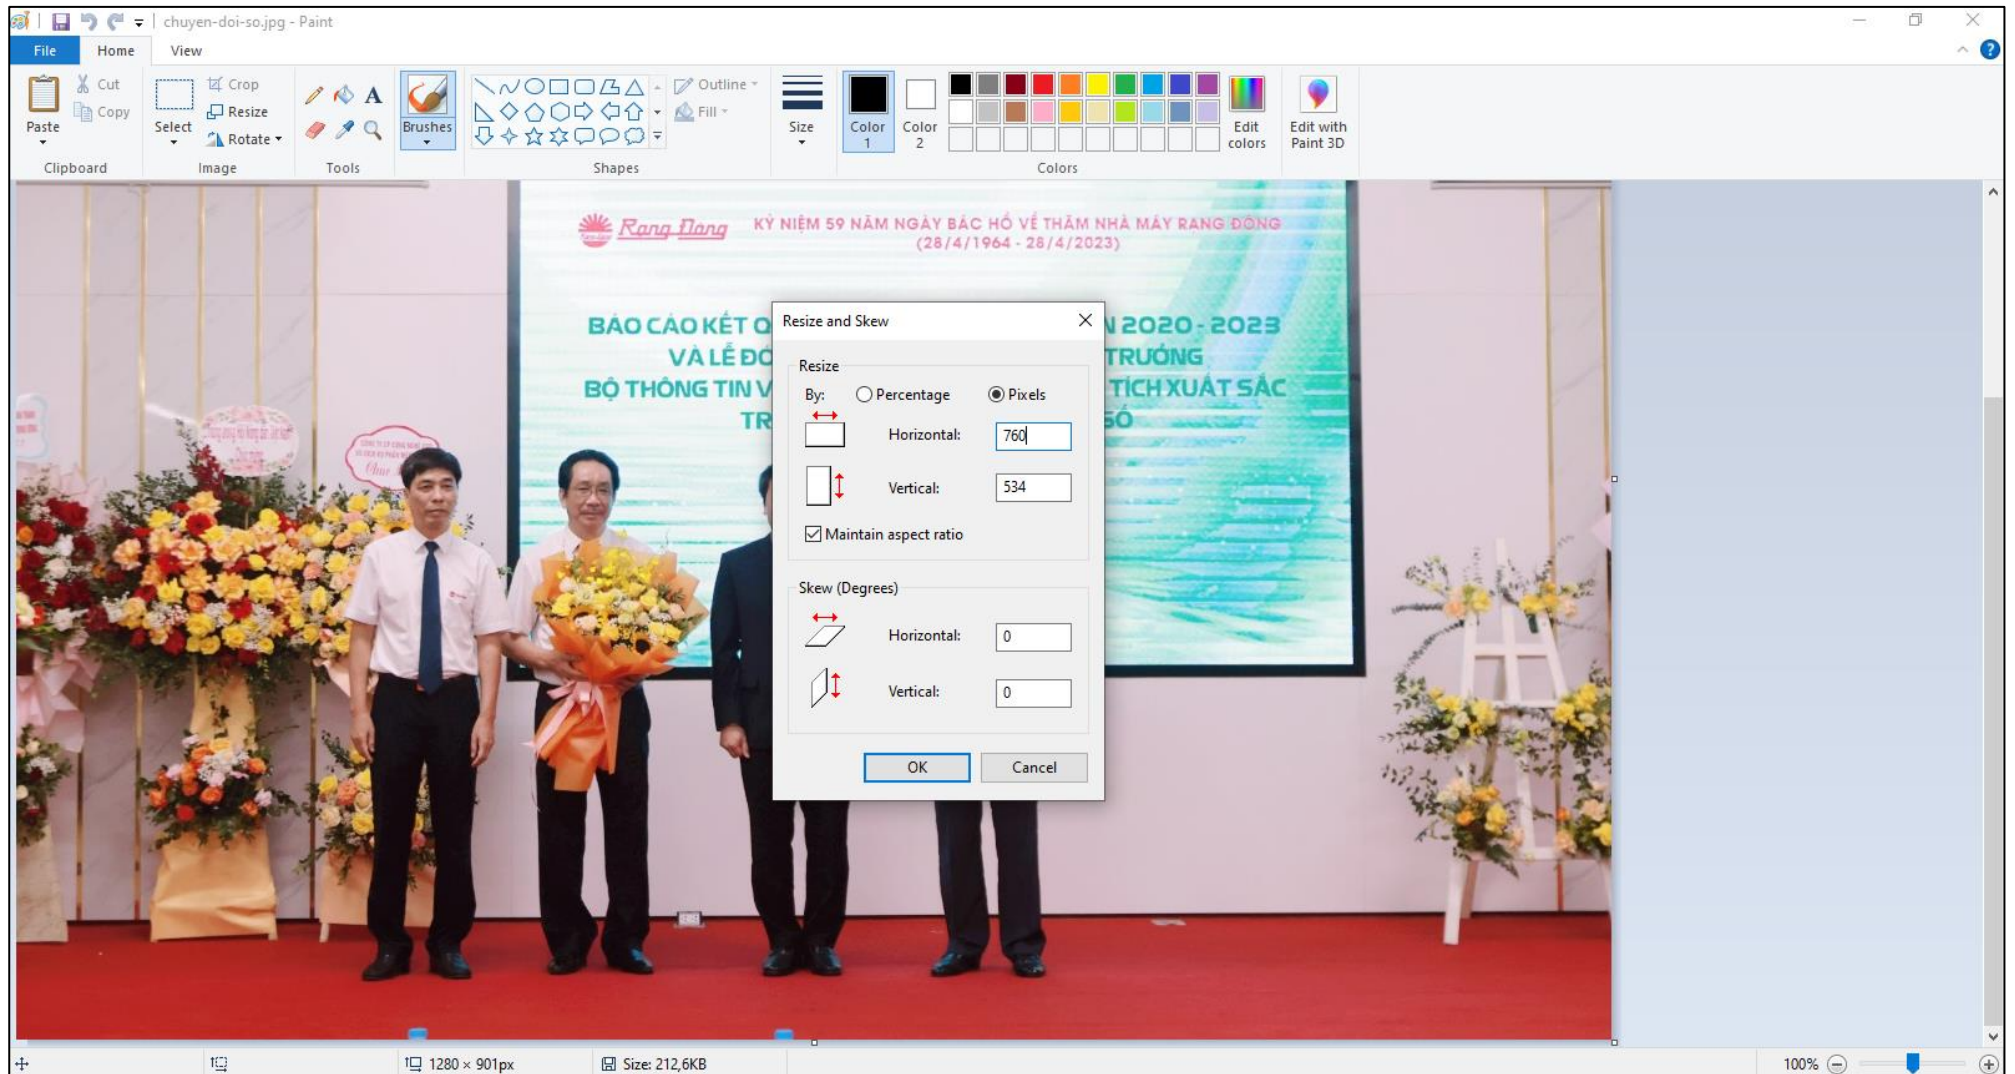 chuyen-doi-so.jpg - Paint
File Home View
Paste
Cut
Copy
Clipboard
Select
Crop
Resize
Rotate
Image
A
Tools
Brushes
Outline
Fill
Shapes
Size
Color 1
Color 2
Edit colors
Colors
Edit with Paint 3D
Rạng Đông
KỶ NIỆM 59 NĂM NGÀY BÁC HỒ VỀ THĂM NHÀ MÁY RẠNG ĐÔNG
(28/4/1964 - 28/4/2023)
BÁO CÁO KẾT Q N 2020 - 2023
VÀ LỄ ĐÓ TRƯỞNG
BỘ THÔNG TIN V TÍCH XUẤT SẮC
TR SỐ
Resize and Skew
Resize
By: Percentage Pixels
Horizontal: 760
Vertical: 534
Maintain aspect ratio
Skew (Degrees)
Horizontal: 0
Vertical: 0
OK Cancel
1280 × 901px
Size: 212,6KB
100%